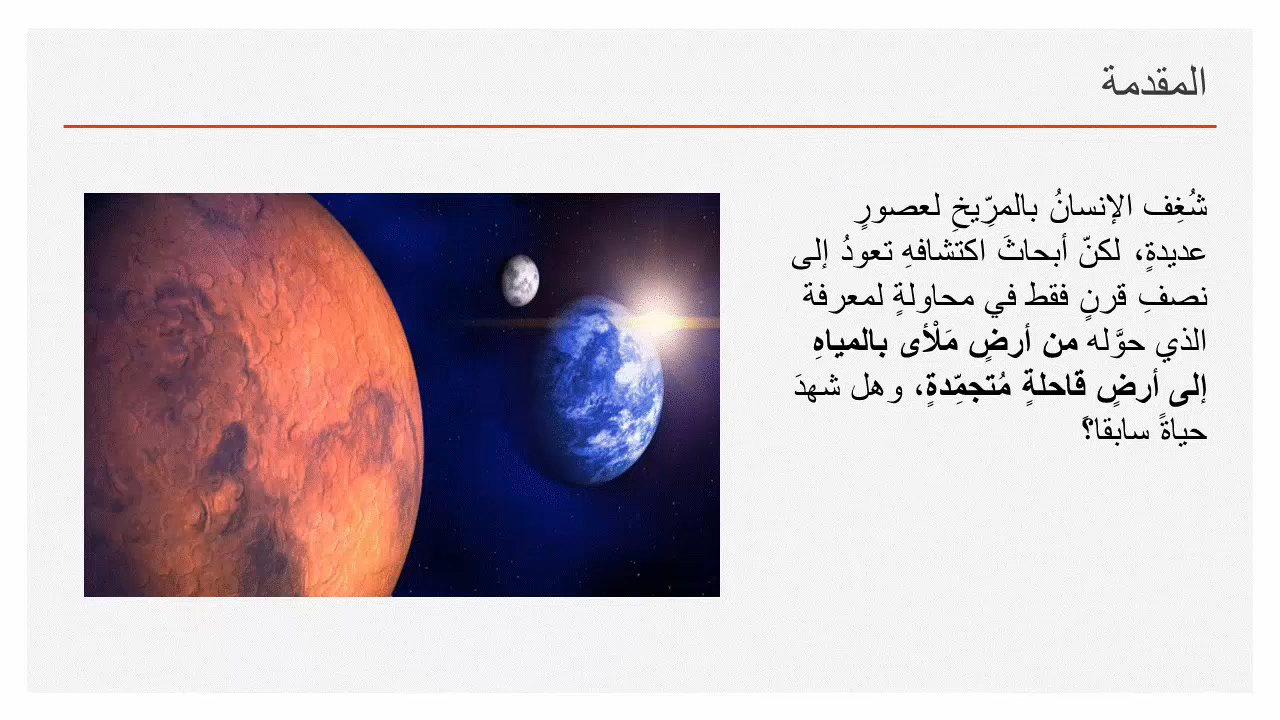 المقدمة
شُغِف الإنسانُ بالمرِّيخِ لعصورٍ
عديدةٍ، لكنّ أبحاثَ اكتشافهِ تعودُ إلى
نصفِ قرنٍ فقط في محاولةٍ لمعرفة
الذي حوَّله من أرضٍ مَلْأى بالمياهِ
إلى أرضٍ قاحلةٍ مُتجمِّدةٍ، وهل شهدَ
حياةً سابقا؟